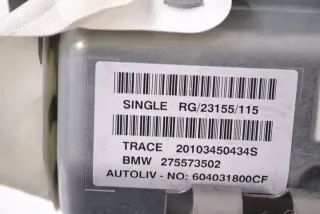 SINGLE RG/23155/115
TRACE 20103450434S
BMW 275573502
AUTOLIV - NO: 604031800CF